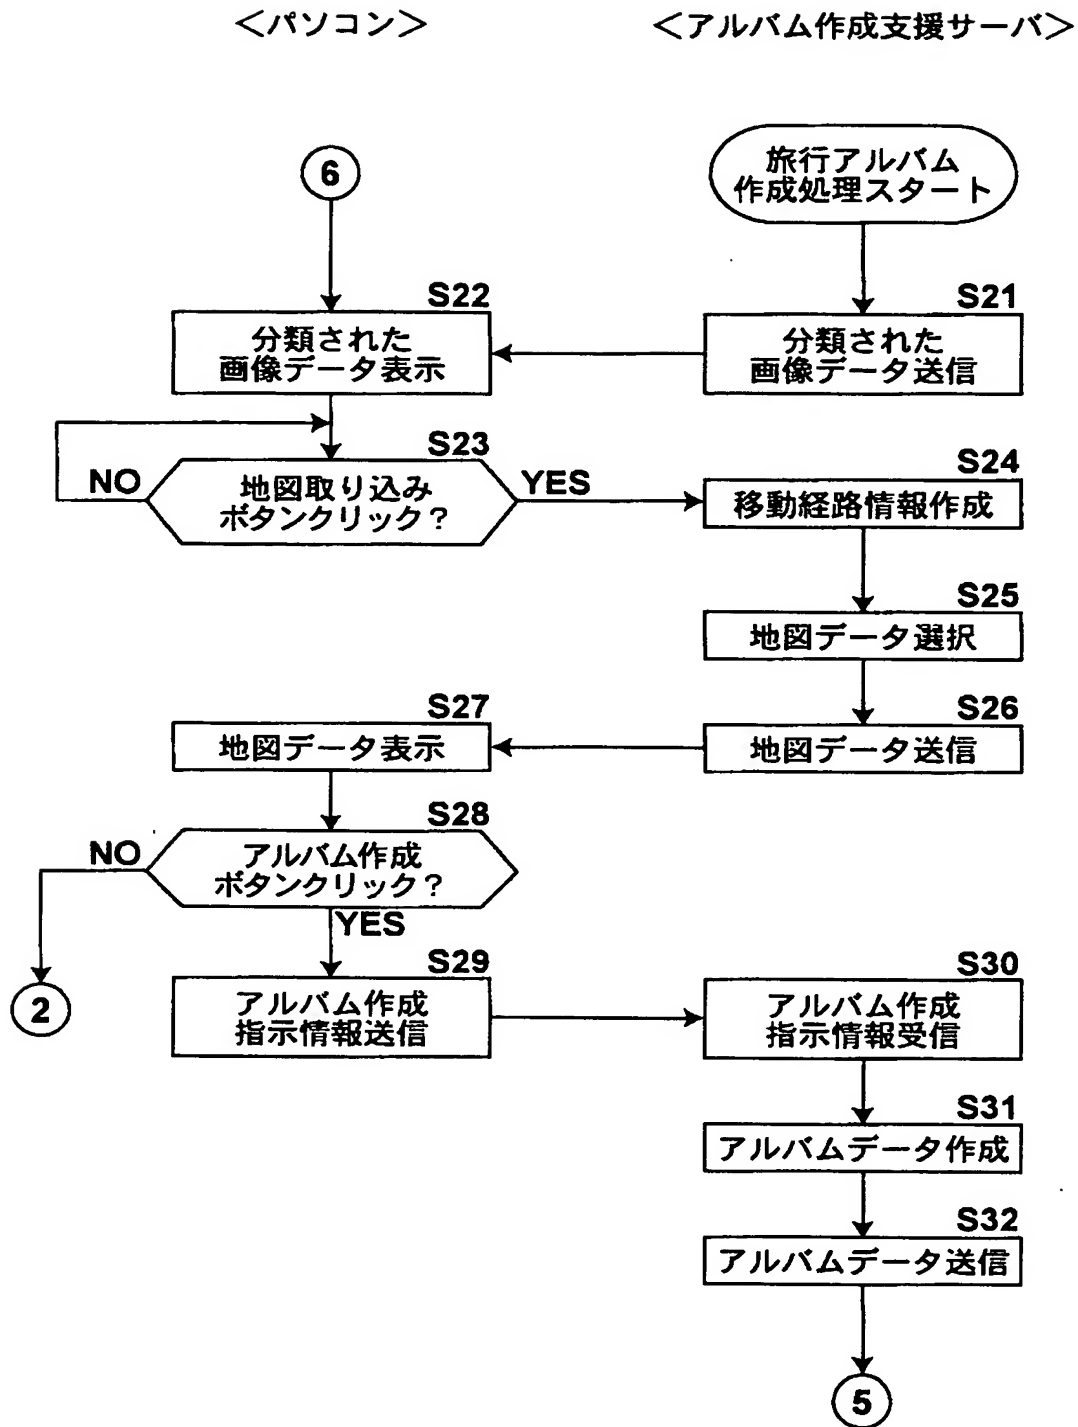 ＜パソコン＞
＜アルバム作成支援サーバ＞
6
旅行アルバム
作成処理スタート
S22
分類された
画像データ表示
S21
分類された
画像データ送信
S23
NO
地図取り込み
ボタンクリック？
YES
S24
移動経路情報作成
S25
地図データ選択
S27
地図データ表示
S26
地図データ送信
S28
NO
アルバム作成
ボタンクリック？
YES
2
S29
アルバム作成
指示情報送信
S30
アルバム作成
指示情報受信
S31
アルバムデータ作成
S32
アルバムデータ送信
5